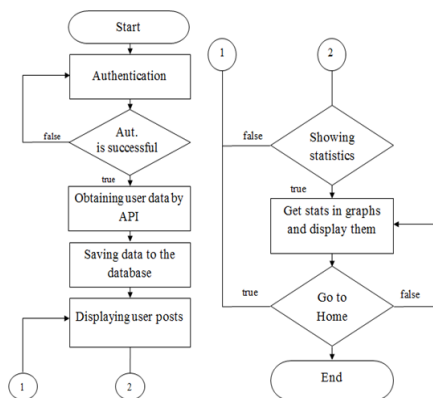 Start
Authentication
false
Aut.
is successful
true
Obtaining user data by
API
Saving data to the
database
Displaying user posts
1
2
1
2
false
Showing
statistics
true
Get stats in graphs
and display them
true
Go to
Home
false
End